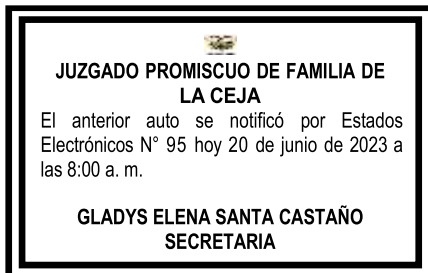 JUZGADO PROMISCUO DE FAMILIA DE
LA CEJA
El anterior auto se notificó por Estados
Electrónicos N° 95 hoy 20 de junio de 2023 a
las 8:00 a. m.
GLADYS ELENA SANTA CASTAÑO
SECRETARIA